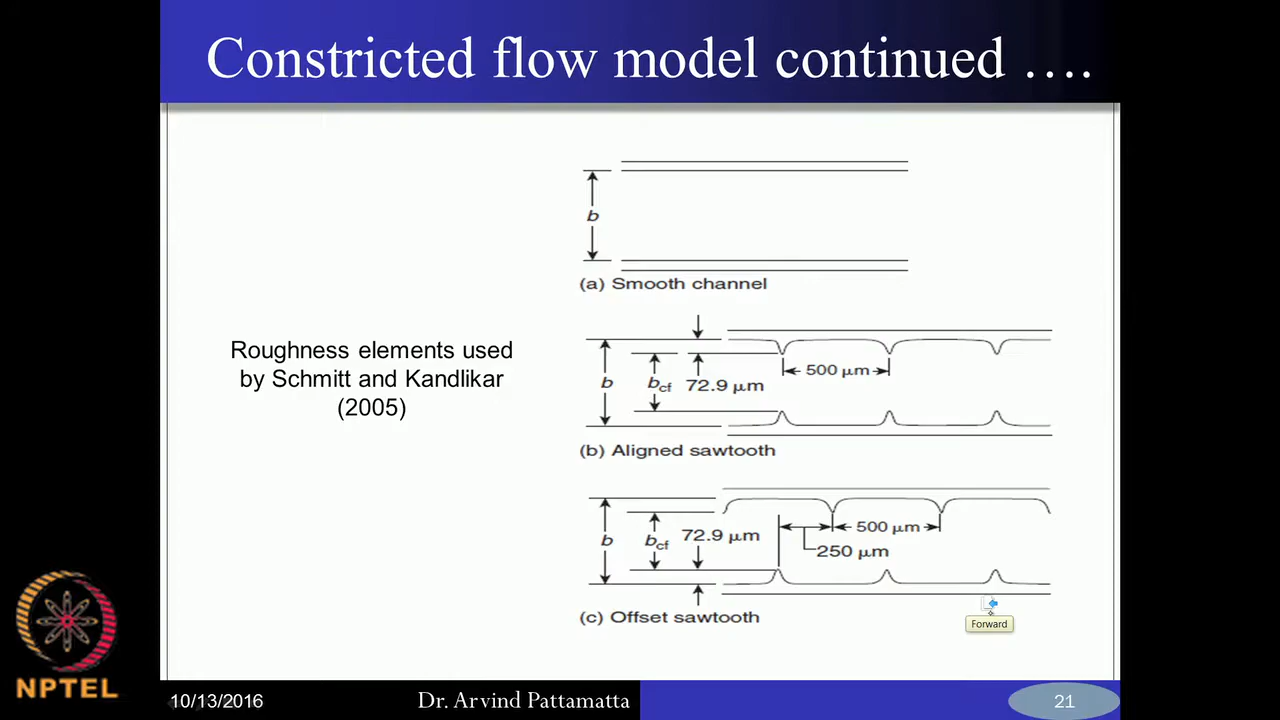 Constricted flow model continued ….
b
(a) Smooth channel
Roughness elements used
by Schmitt and Kandlikar
(2005)
b
bcf
72.9 μm
500 μm
(b) Aligned sawtooth
b
bcf
72.9 μm
500 μm
250 μm
(c) Offset sawtooth
Forward
NPTEL
10/13/2016
Dr. Arvind Pattamatta
21